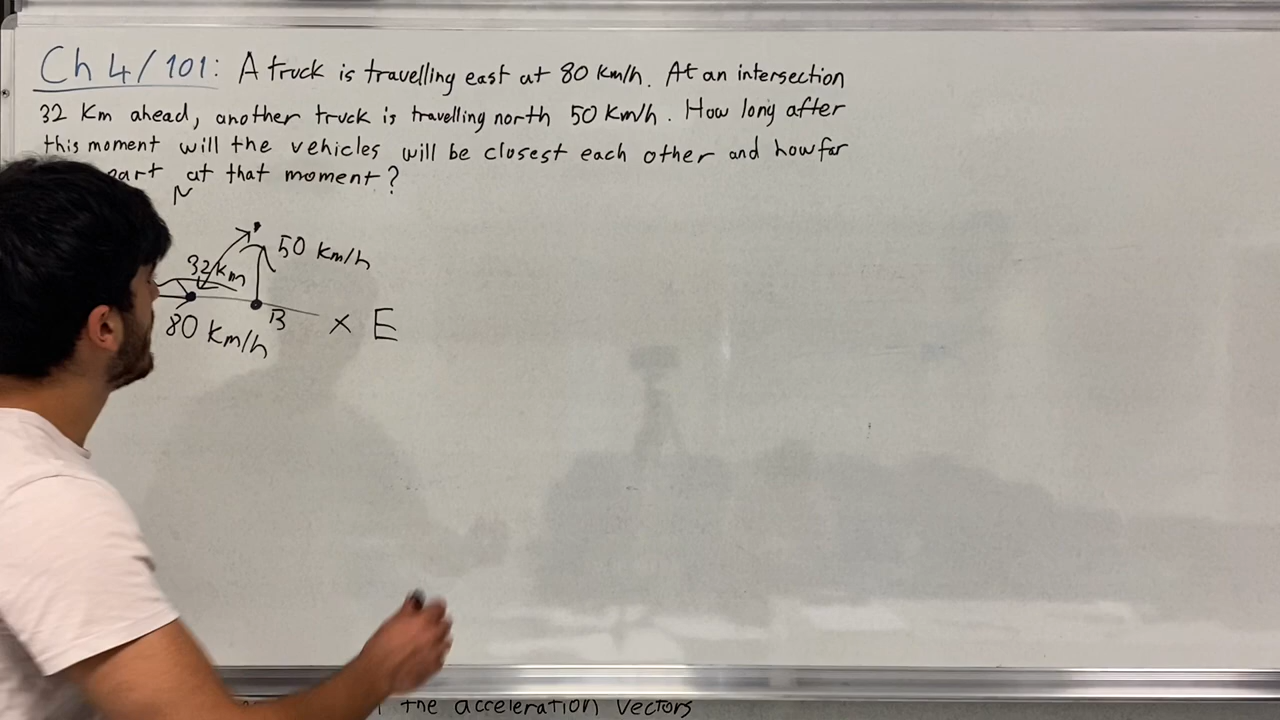 Ch 4/101: A truck is travelling east at 80 km/h. At an intersection
32 km ahead, another truck is travelling north 50 km/h. How long after
this moment will the vehicles will be closest each other and how far
part at that moment?
N
50 km/h
32 km
B
80 km/h
x E
the acceleration vectors